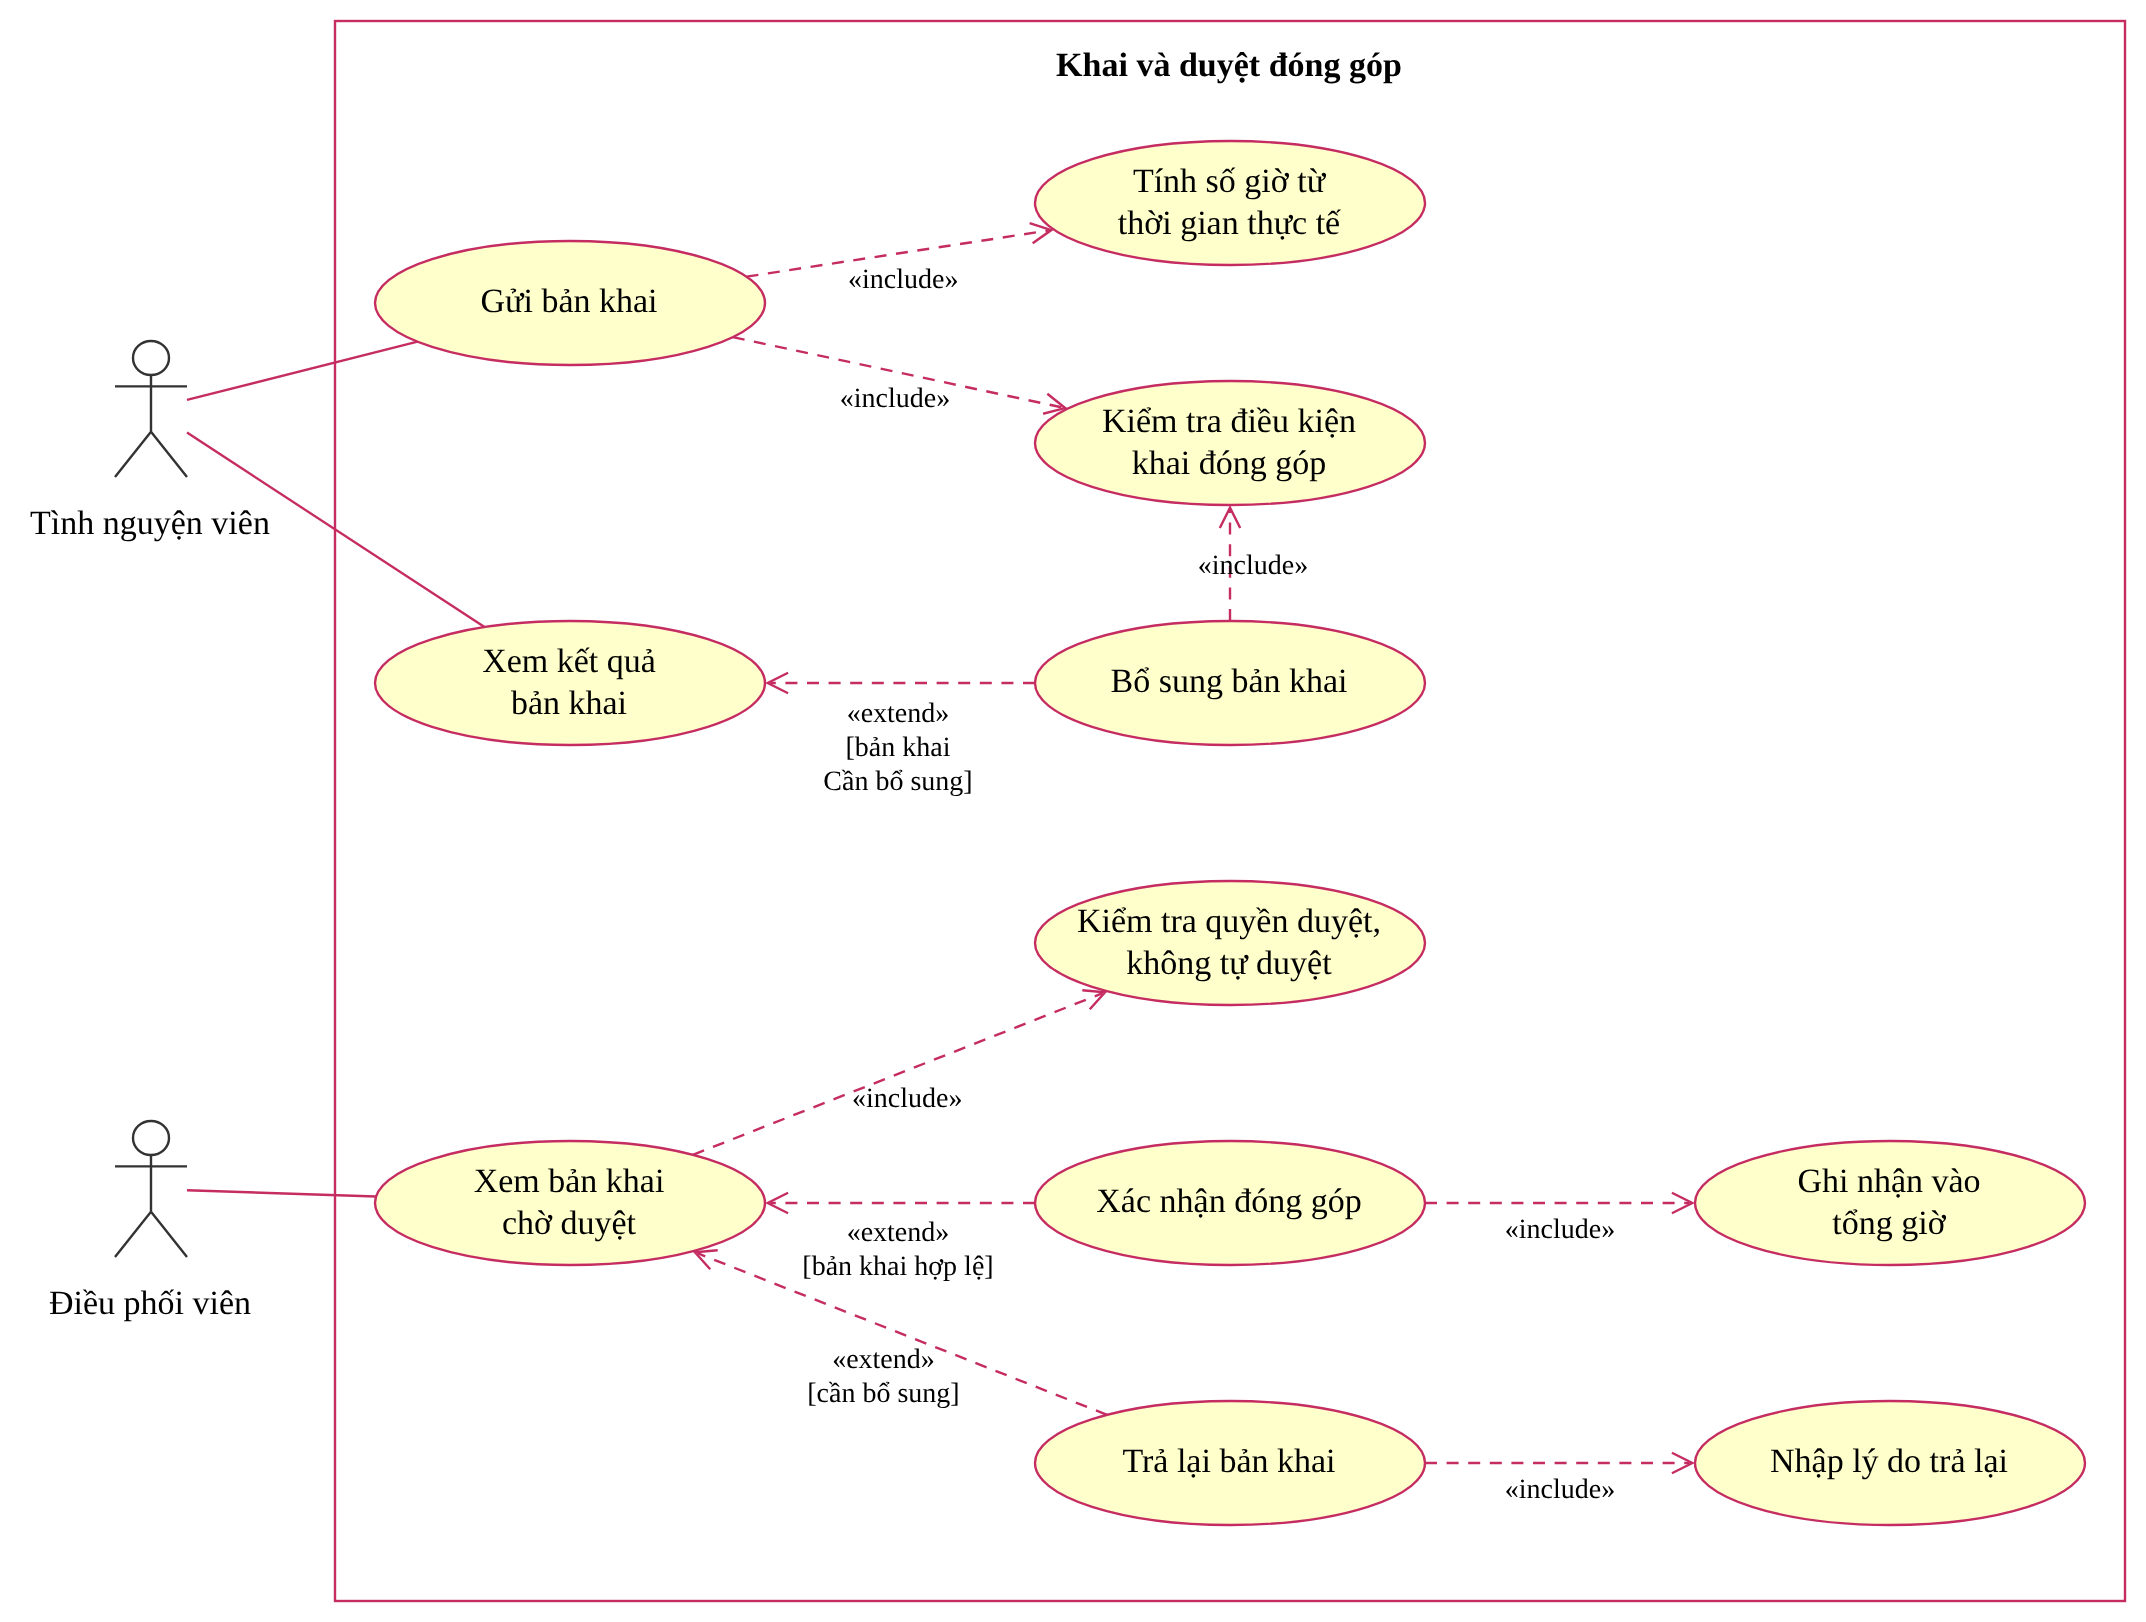 Khai và duyệt đóng góp
Tính số giờ từ
thời gian thực tế
Gửi bản khai
«include»
«include»
Kiểm tra điều kiện
khai đóng góp
Tình nguyện viên
«include»
Xem kết quả
bản khai
Bổ sung bản khai
«extend»
[bản khai
Cần bổ sung]
Kiểm tra quyền duyệt,
không tự duyệt
«include»
Xem bản khai
chờ duyệt
Xác nhận đóng góp
Ghi nhận vào
tổng giờ
«extend»
[bản khai hợp lệ]
«include»
Điều phối viên
«extend»
[cần bổ sung]
Trả lại bản khai
Nhập lý do trả lại
«include»